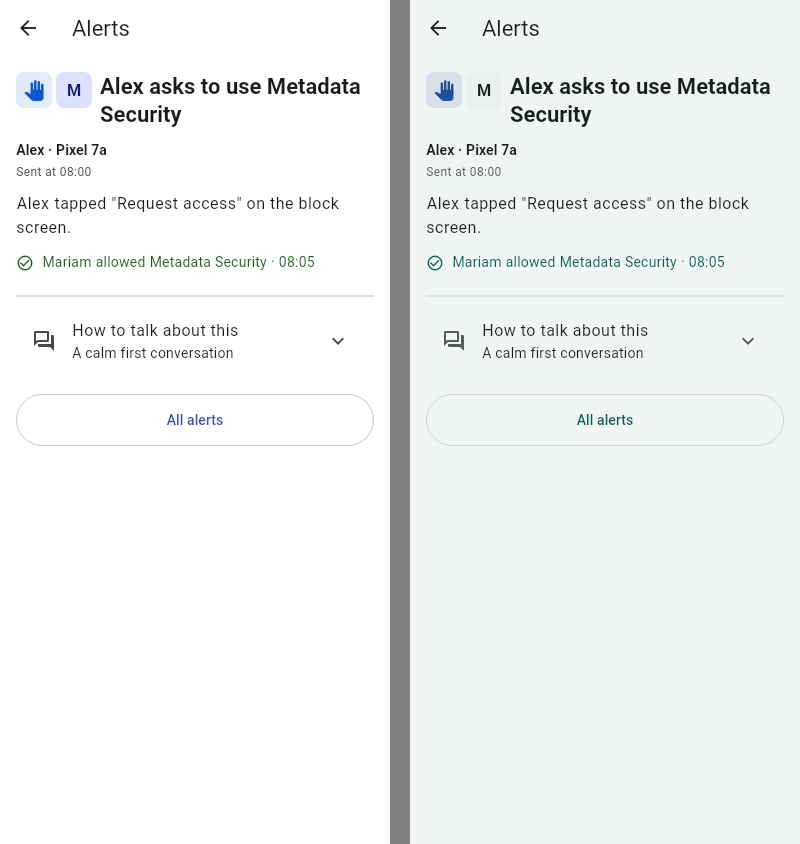 Alerts
M
Alex asks to use Metadata
Security
Alex · Pixel 7a
Sent at 08:00
Alex tapped "Request access" on the block
screen.
Mariam allowed Metadata Security · 08:05
How to talk about this
A calm first conversation
All alerts
Alerts
M
Alex asks to use Metadata
Security
Alex · Pixel 7a
Sent at 08:00
Alex tapped "Request access" on the block
screen.
Mariam allowed Metadata Security · 08:05
How to talk about this
A calm first conversation
All alerts